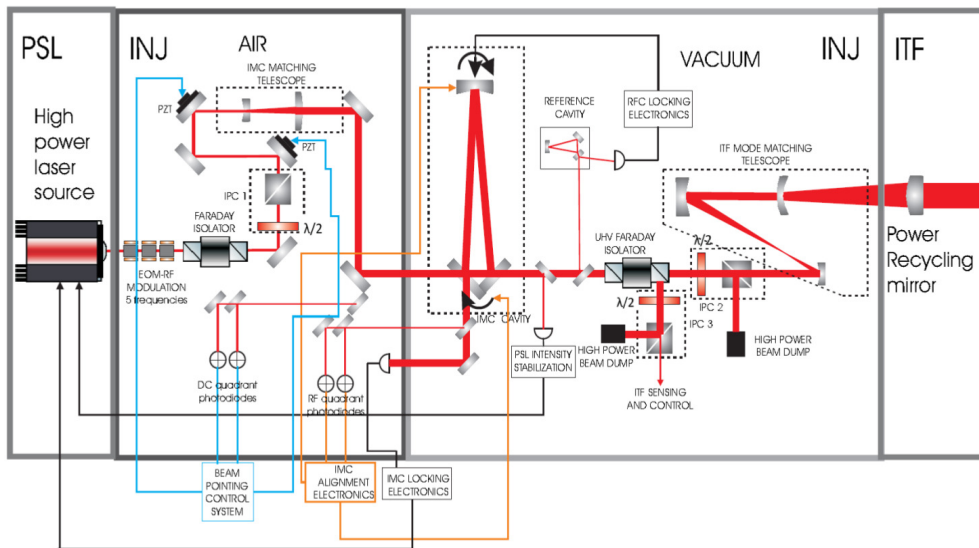 PSL
INJ
AIR
VACUUM
INJ
ITF
High
power
laser
source
IMC MATCHING
TELESCOPE
PZT
PZT
IPC 1
λ/2
FARADAY
ISOLATOR
EOM-RF
MODULATION
5 frequencies
DC quadrant
photodiodes
RF quadrant
photodiodes
BEAM
POINTING
CONTROL
SYSTEM
IMC
ALIGNMENT
ELECTRONICS
IMC LOCKING
ELECTRONICS
IMC CAVITY
REFERENCE
CAVITY
RFC LOCKING
ELECTRONICS
PSL INTENSITY
STABILIZATION
UHV FARADAY
ISOLATOR
λ/2
λ/2
IPC 2
IPC 3
HIGH POWER
BEAM DUMP
HIGH POWER
BEAM DUMP
ITF SENSING
AND CONTROL
ITF MODE MATCHING
TELESCOPE
Power
Recycling
mirror